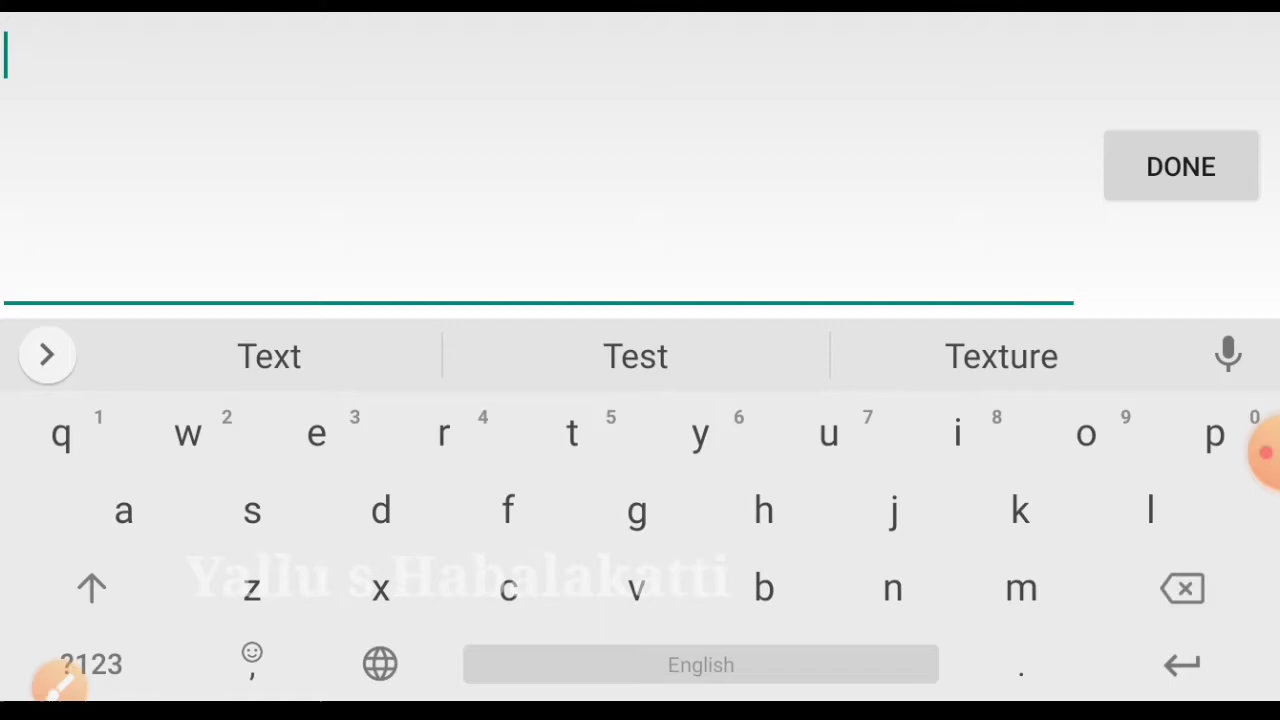 DONE
Text Test Texture
q 1 w 2 e 3 r 4 t 5 y 6 u 7 i 8 o 9 p 0
a s d f g h j k l
z x c v b n m
Yallu s Habalakatti
?123 , English .